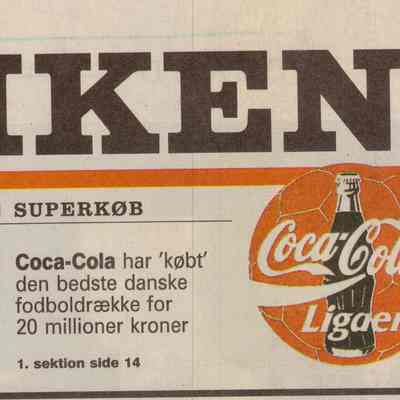 IKEN
SUPERKØB
Coca-Cola har 'købt'
den bedste danske
fodboldrække for
20 millioner kroner
1. sektion side 14
Coca-Cola
Ligaen